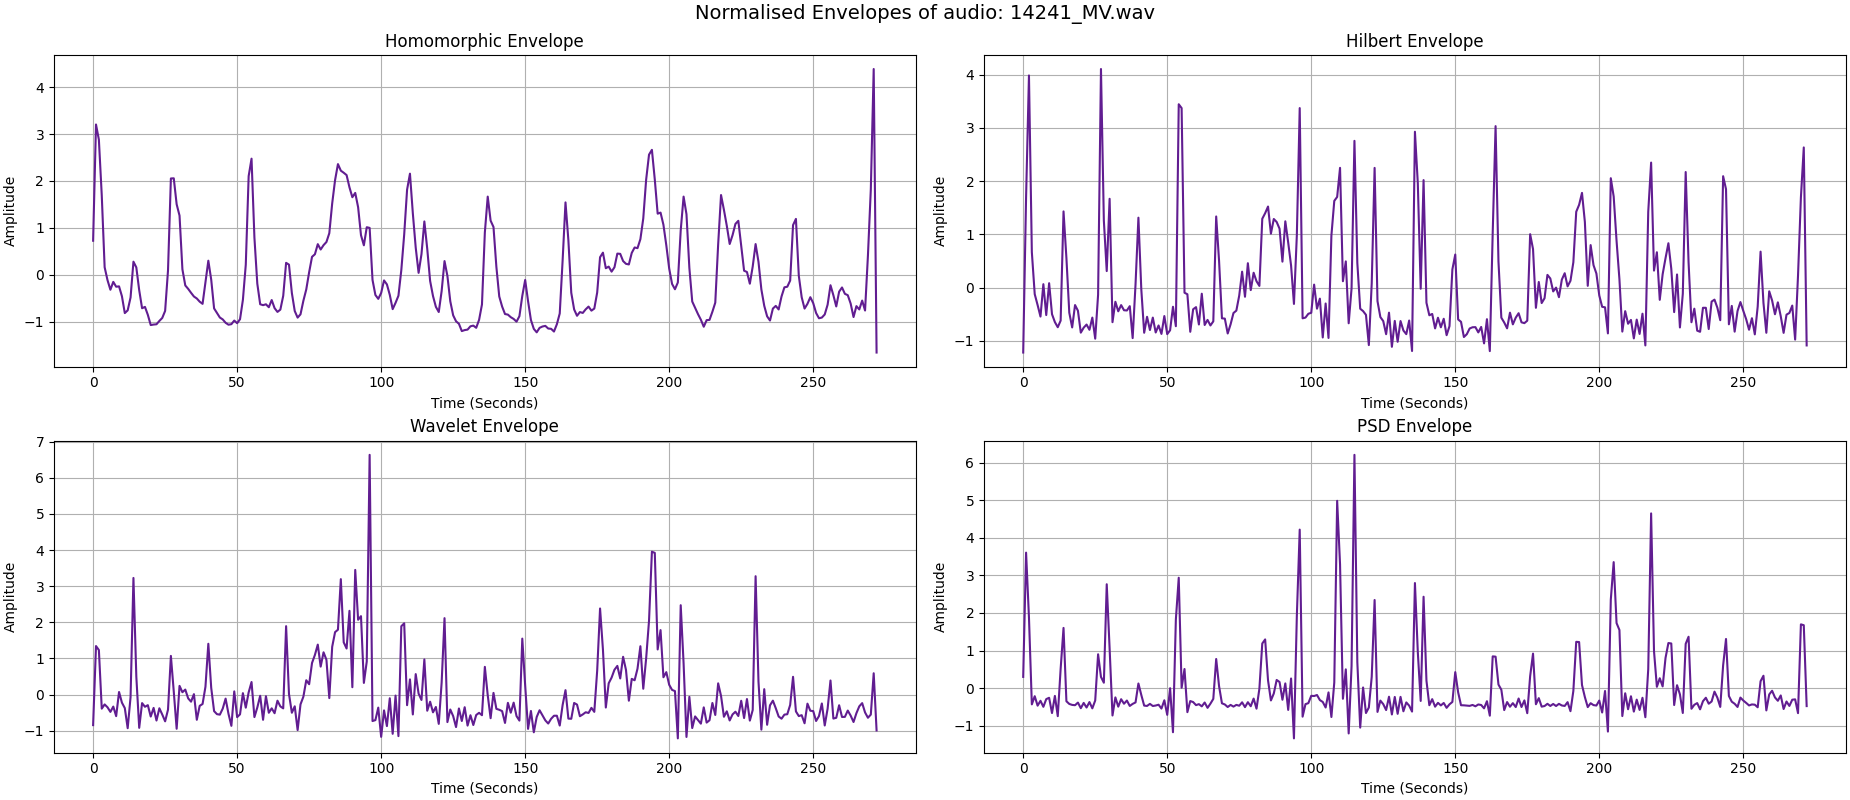 Normalised Envelopes of audio: 14241_MV.wav
Homomorphic Envelope
Amplitude
4
3
2
1
0
−1
0 50 100 150 200 250
Time (Seconds)
Hilbert Envelope
Amplitude
4
3
2
1
0
−1
0 50 100 150 200 250
Time (Seconds)
Wavelet Envelope
Amplitude
7
6
5
4
3
2
1
0
−1
0 50 100 150 200 250
Time (Seconds)
PSD Envelope
Amplitude
6
5
4
3
2
1
0
−1
0 50 100 150 200 250
Time (Seconds)